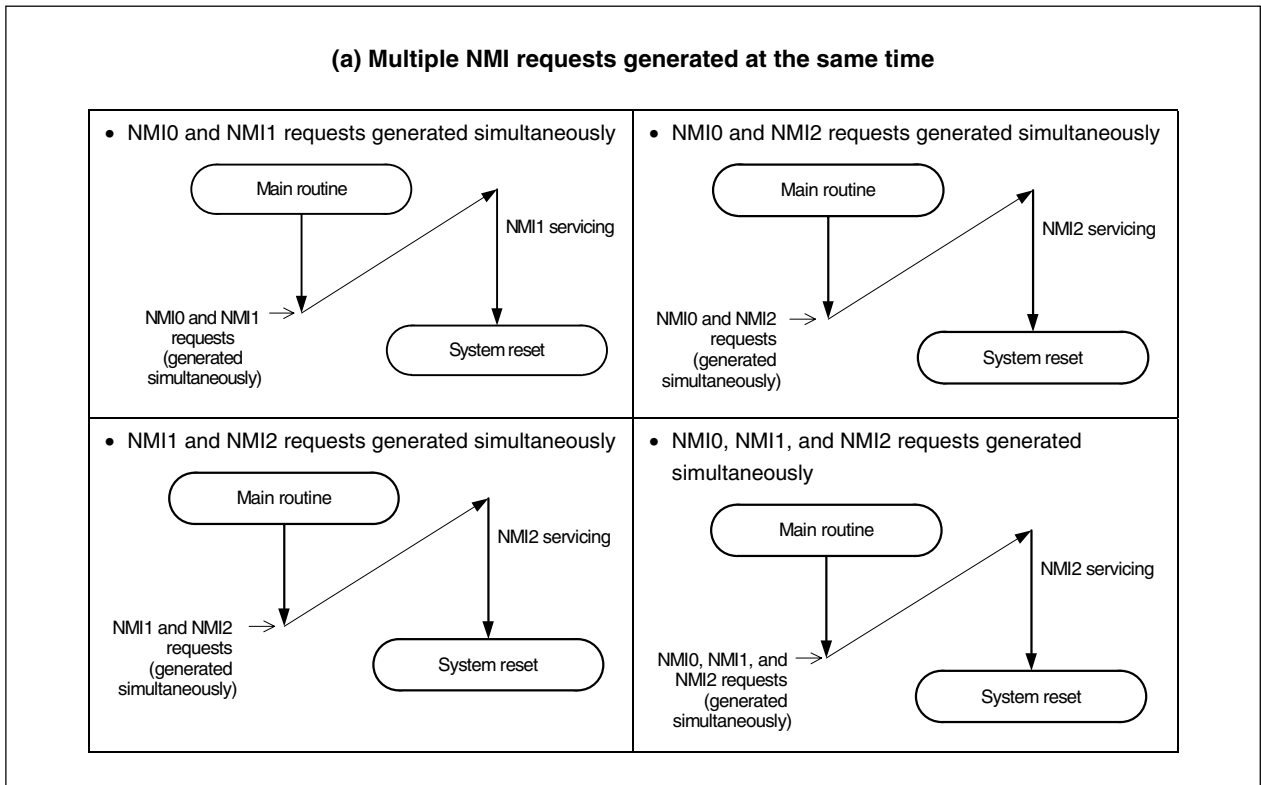 (a) Multiple NMI requests generated at the same time
• NMI0 and NMI1 requests generated simultaneously
Main routine
NMI1 servicing
NMI0 and NMI1
requests
(generated
simultaneously)
System reset
• NMI0 and NMI2 requests generated simultaneously
Main routine
NMI2 servicing
NMI0 and NMI2
requests
(generated
simultaneously)
System reset
• NMI1 and NMI2 requests generated simultaneously
Main routine
NMI2 servicing
NMI1 and NMI2
requests
(generated
simultaneously)
System reset
• NMI0, NMI1, and NMI2 requests generated
simultaneously
Main routine
NMI2 servicing
NMI0, NMI1, and
NMI2 requests
(generated
simultaneously)
System reset